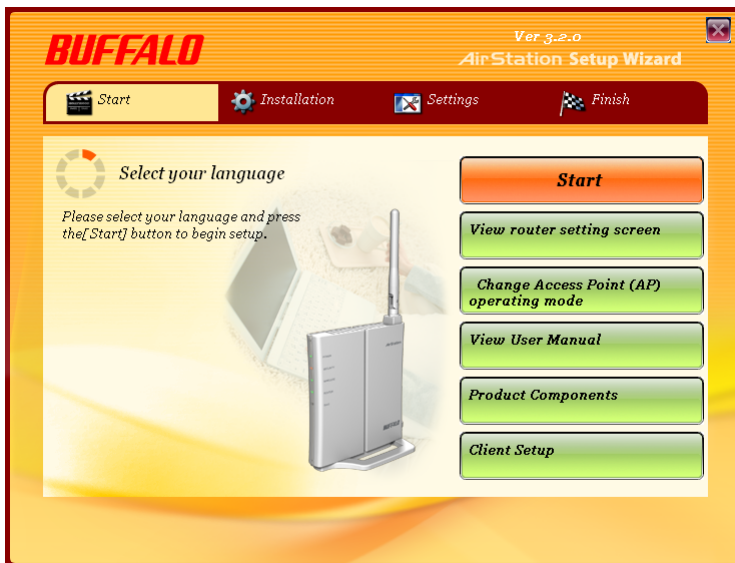 BUFFALO
Ver 3.2.0
AirStation Setup Wizard
Start
Installation
Settings
Finish
Select your language
Please select your language and press
the[Start] button to begin setup.
Start
View router setting screen
Change Access Point (AP)
operating mode
View User Manual
Product Components
Client Setup
BUFFALO